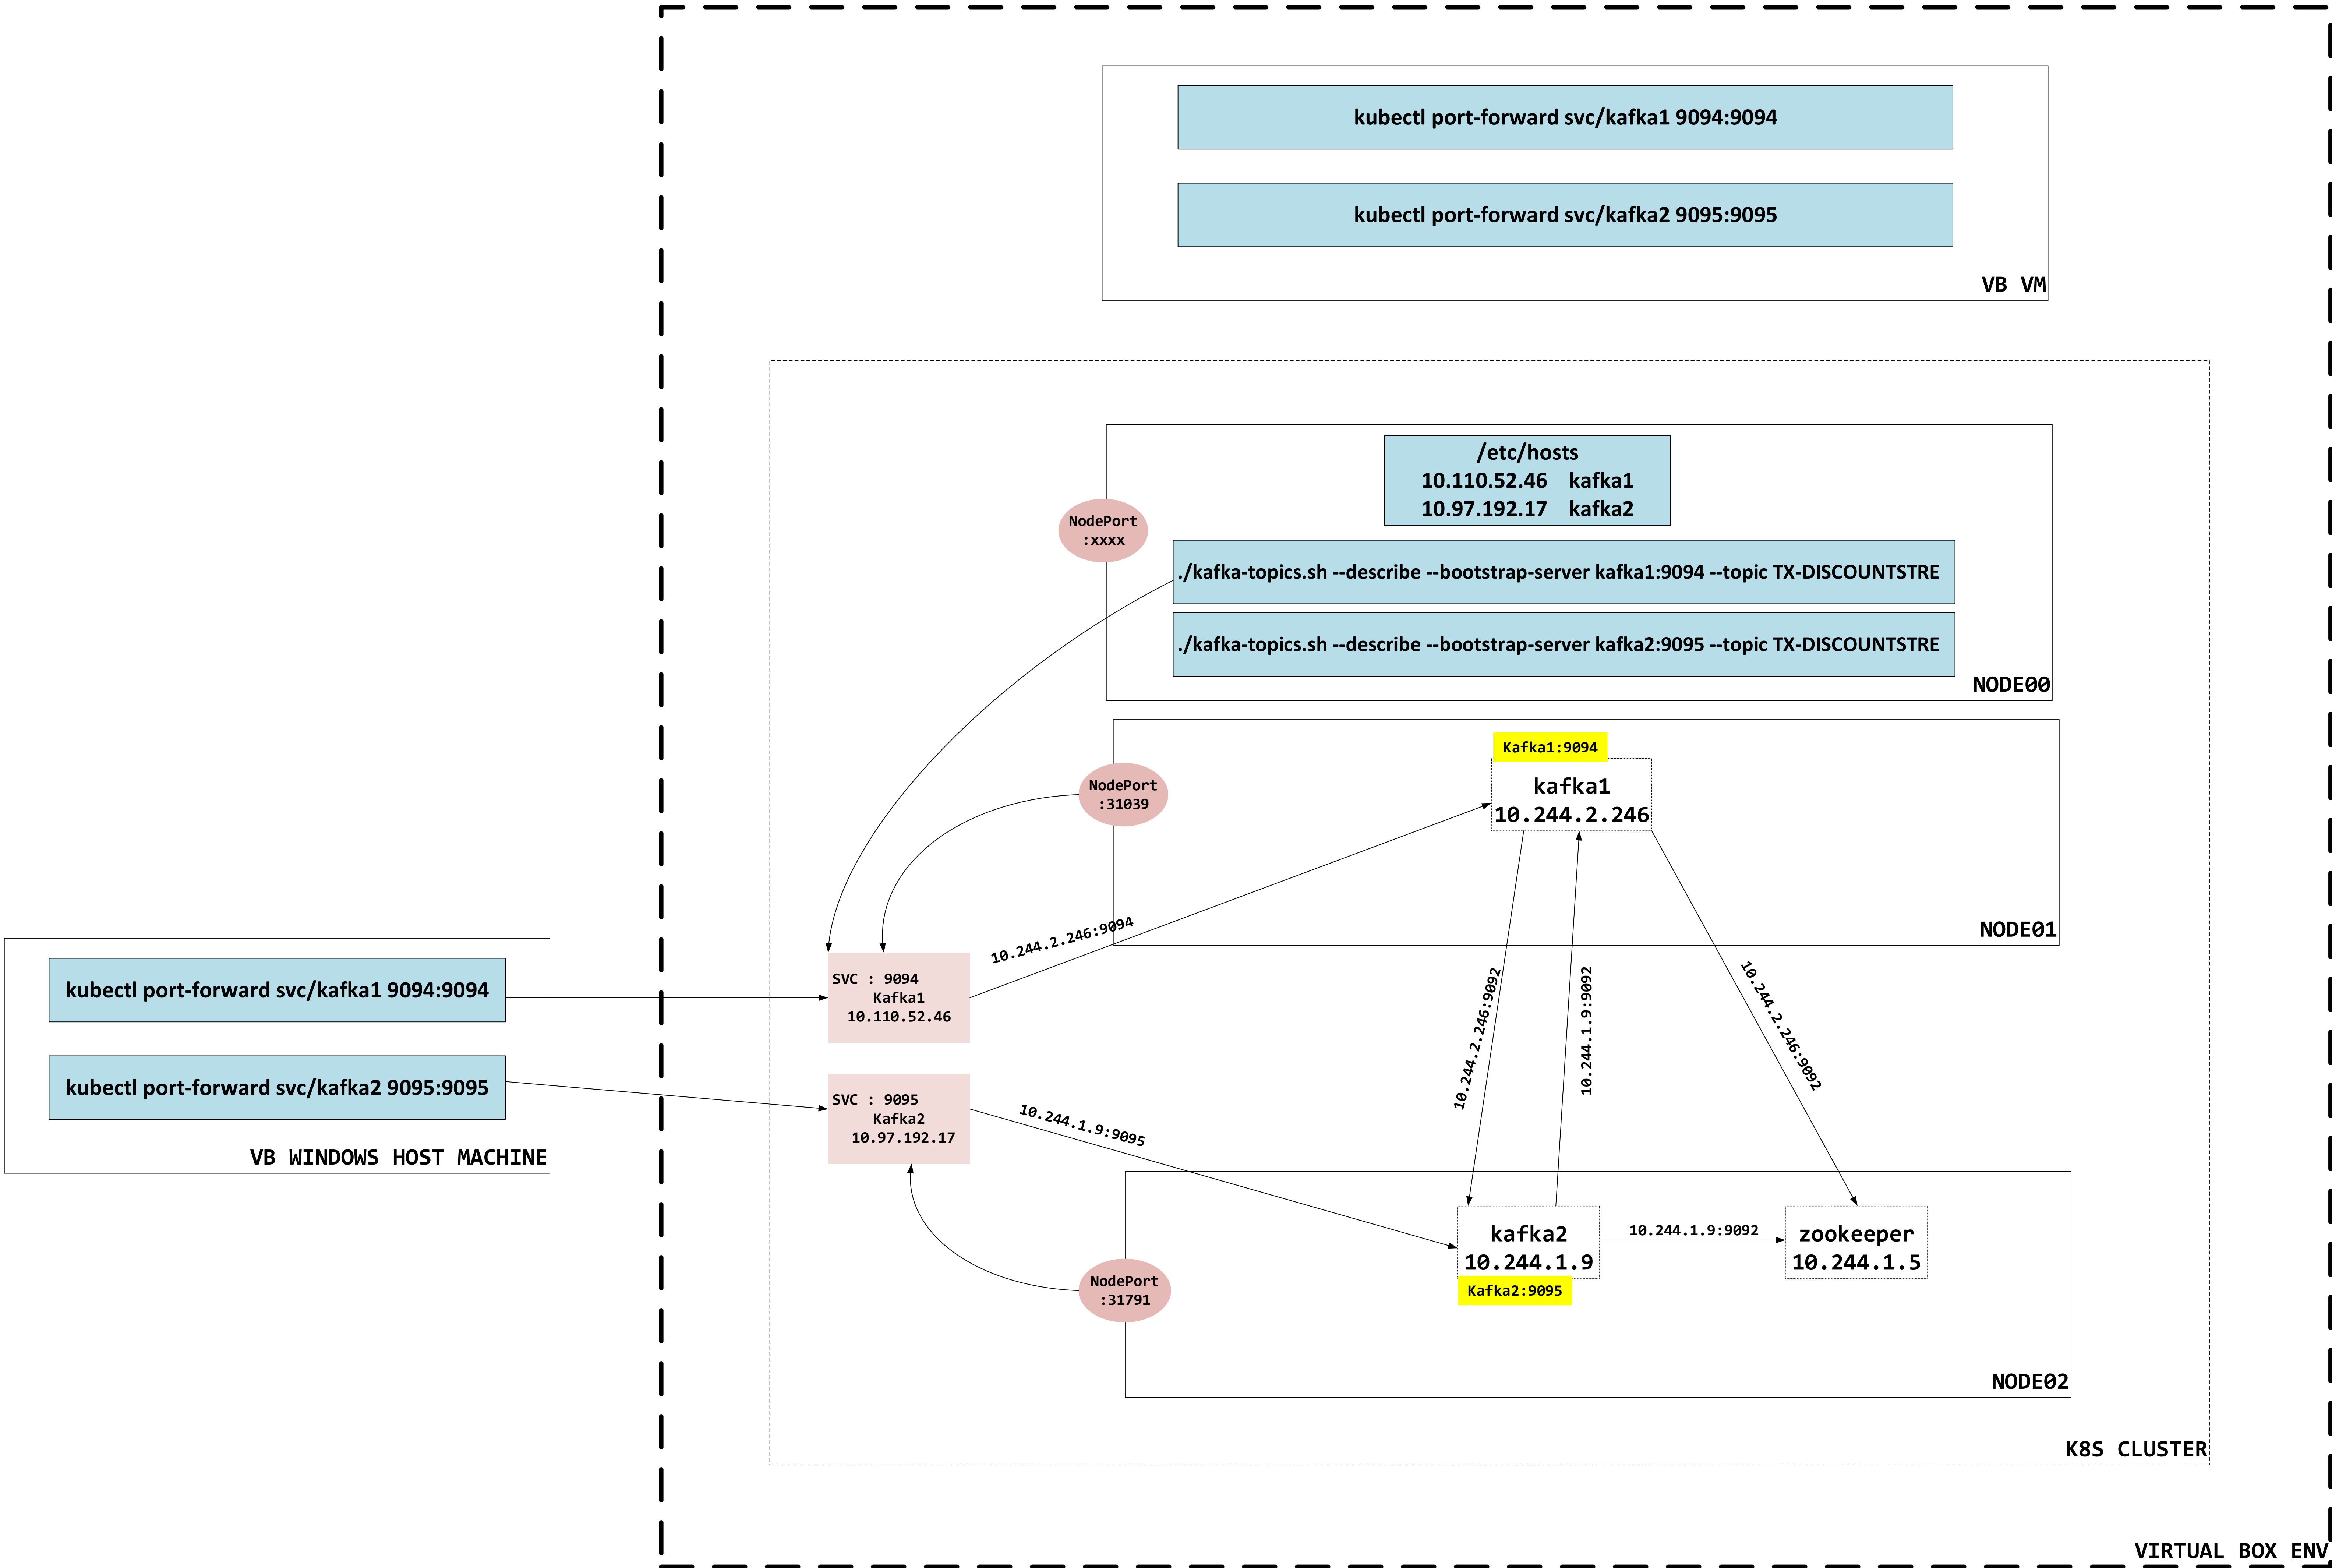 kubectl port-forward svc/kafka1 9094:9094
kubectl port-forward svc/kafka2 9095:9095
VB VM
/etc/hosts
10.110.52.46 kafka1
10.97.192.17 kafka2
NodePort
:xxxx
./kafka-topics.sh --describe --bootstrap-server kafka1:9094 --topic TX-DISCOUNTSTRE
./kafka-topics.sh --describe --bootstrap-server kafka2:9095 --topic TX-DISCOUNTSTRE
NODE00
Kafka1:9094
kafka1
10.244.2.246
NodePort
:31039
NODE01
10.244.2.246:9094
kubectl port-forward svc/kafka1 9094:9094
kubectl port-forward svc/kafka2 9095:9095
VB WINDOWS HOST MACHINE
SVC : 9094
Kafka1
10.110.52.46
SVC : 9095
Kafka2
10.97.192.17
10.244.1.9:9095
10.244.2.246:9092
10.244.1.9:9092
10.244.2.246:9092
kafka2
10.244.1.9
Kafka2:9095
10.244.1.9:9092
zookeeper
10.244.1.5
NodePort
:31791
NODE02
K8S CLUSTER
VIRTUAL BOX ENV